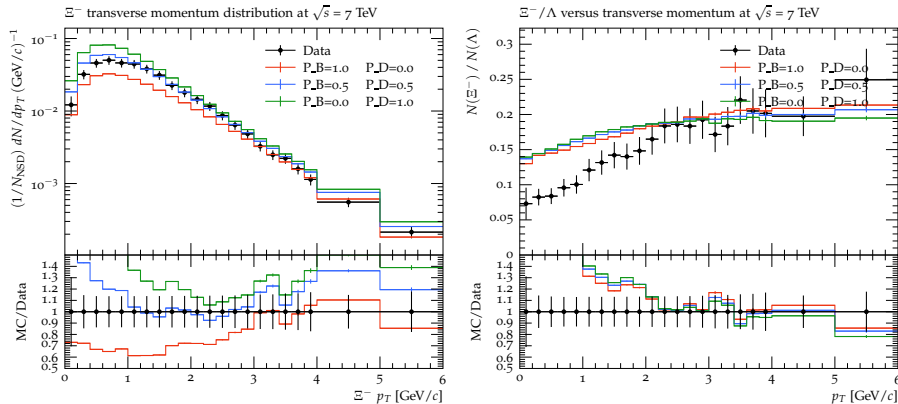 Ξ⁻ transverse momentum distribution at √s = 7 TeV
(1/N_NSD) dN/dp_T (GeV/c)⁻¹
10⁻¹
10⁻²
10⁻³
Data
P_B=1.0 P_D=0.0
P_B=0.5 P_D=0.5
P_B=0.0 P_D=1.0
MC/Data
1.4
1.3
1.2
1.1
1
0.9
0.8
0.7
0.6
0.5
0 1 2 3 4 5 6
Ξ⁻ p_T [GeV/c]
Ξ⁻/Λ versus transverse momentum at √s = 7 TeV
N(Ξ⁻) / N(Λ)
0.3
0.25
0.2
0.15
0.1
0.05
0
Data
P_B=1.0 P_D=0.0
P_B=0.5 P_D=0.5
P_B=0.0 P_D=1.0
MC/Data
1.4
1.3
1.2
1.1
1
0.9
0.8
0.7
0.6
0.5
0 1 2 3 4 5 6
p_T [GeV/c]